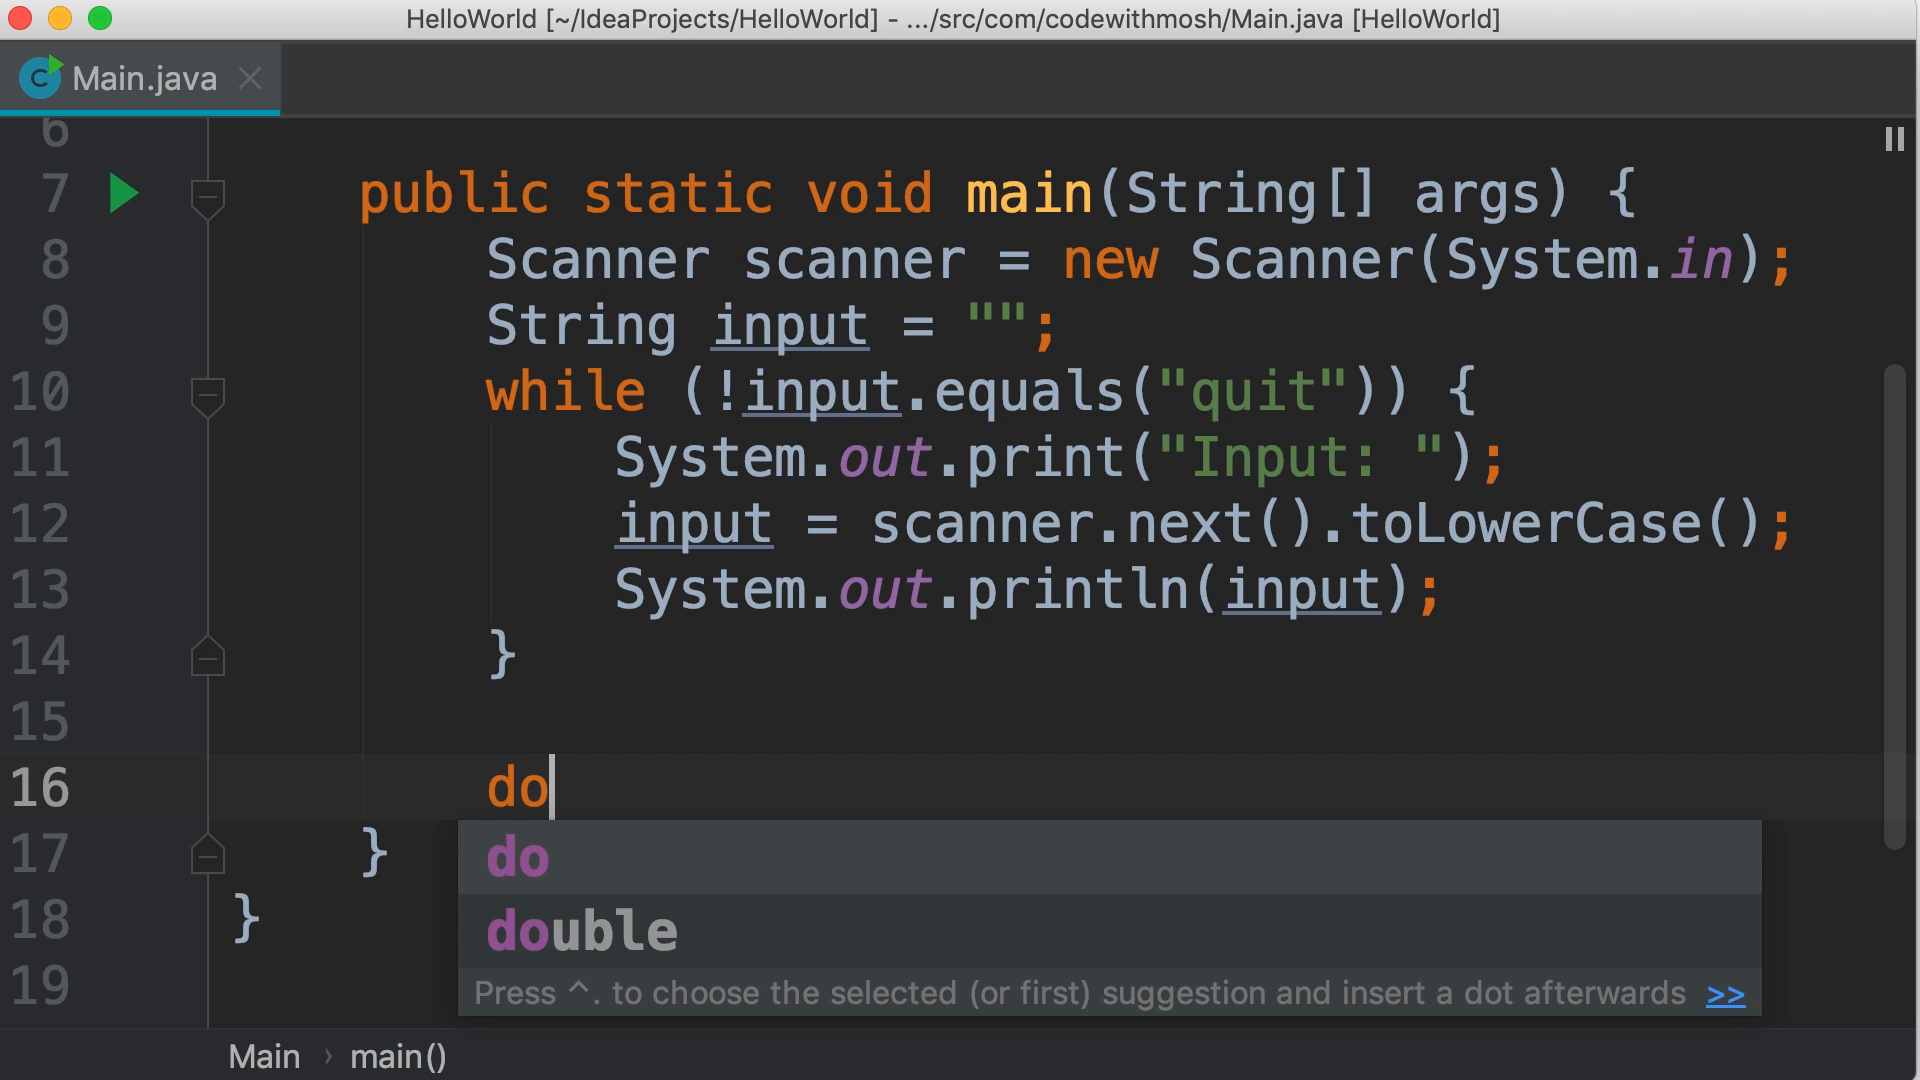 HelloWorld [~/IdeaProjects/HelloWorld] - .../src/com/codewithmosh/Main.java [HelloWorld]
Main.java
6
7 public static void main(String[] args) {
8 Scanner scanner = new Scanner(System.in);
9 String input = "";
10 while (!input.equals("quit")) {
11 System.out.print("Input: ");
12 input = scanner.next().toLowerCase();
13 System.out.println(input);
14 }
15
16 do
17 }
do
18 }
double
19
Press ^. to choose the selected (or first) suggestion and insert a dot afterwards >>
Main › main()